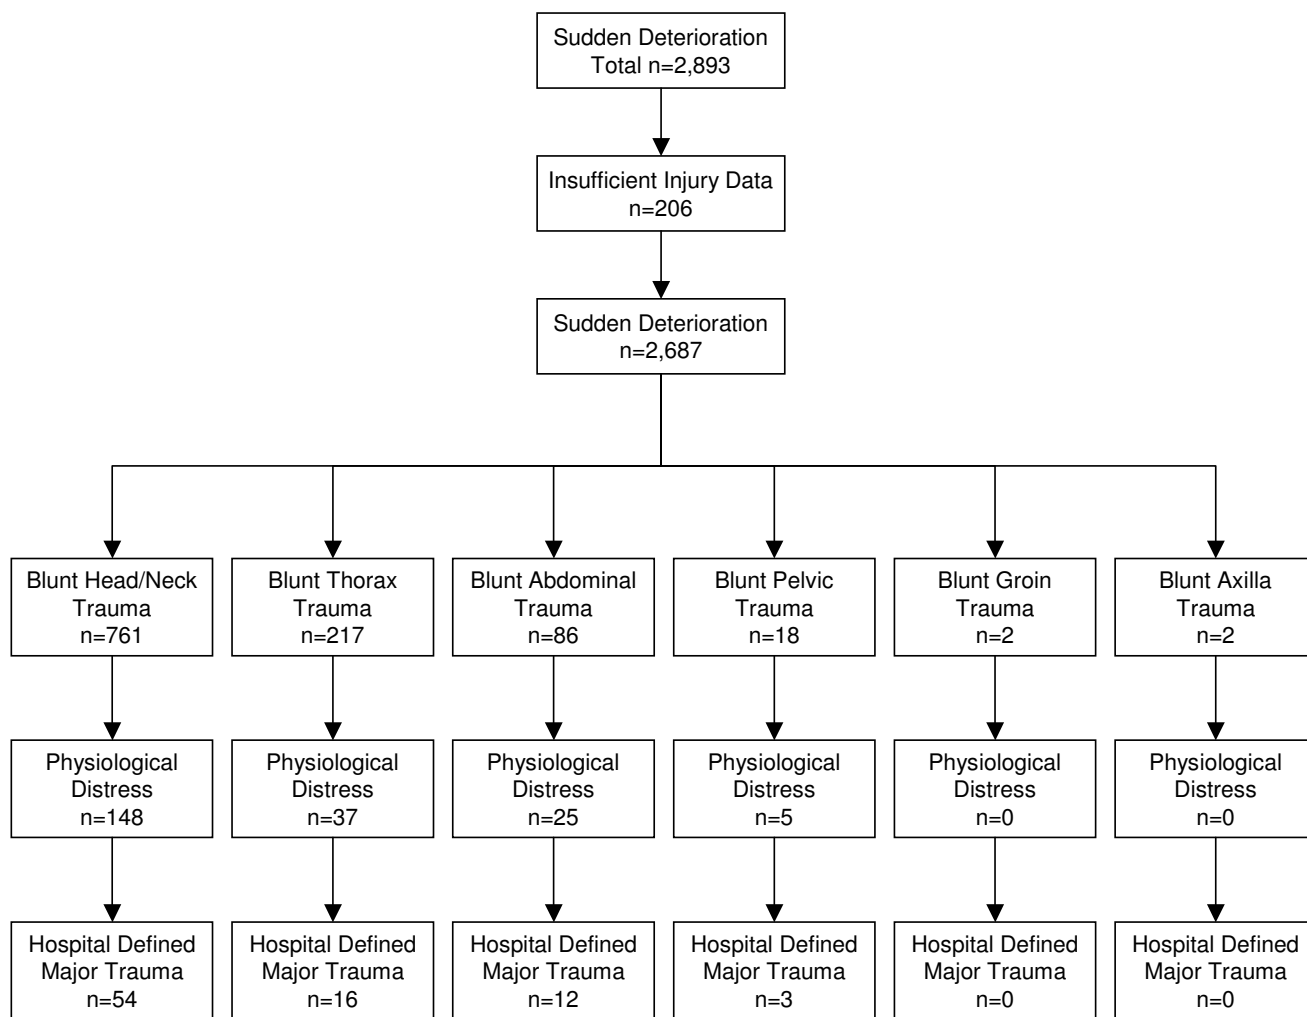 Sudden Deterioration
Total n=2,893
Insufficient Injury Data
n=206
Sudden Deterioration
n=2,687
Blunt Head/Neck
Trauma
n=761
Blunt Thorax
Trauma
n=217
Blunt Abdominal
Trauma
n=86
Blunt Pelvic
Trauma
n=18
Blunt Groin
Trauma
n=2
Blunt Axilla
Trauma
n=2
Physiological
Distress
n=148
Physiological
Distress
n=37
Physiological
Distress
n=25
Physiological
Distress
n=5
Physiological
Distress
n=0
Physiological
Distress
n=0
Hospital Defined
Major Trauma
n=54
Hospital Defined
Major Trauma
n=16
Hospital Defined
Major Trauma
n=12
Hospital Defined
Major Trauma
n=3
Hospital Defined
Major Trauma
n=0
Hospital Defined
Major Trauma
n=0